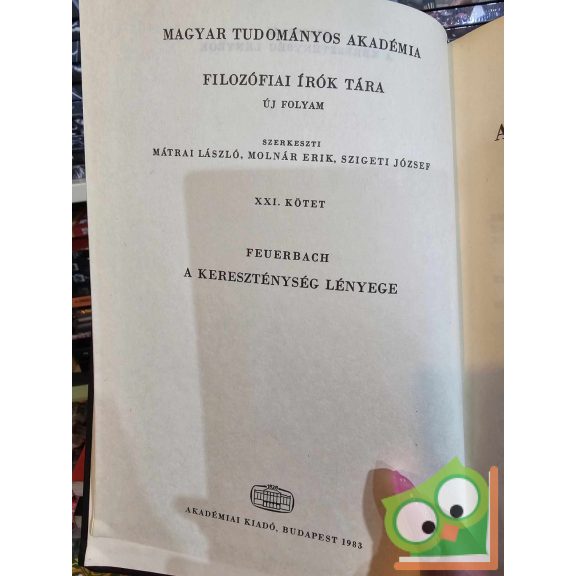 MAGYAR TUDOMÁNYOS AKADÉMIA
FILOZÓFIAI ÍRÓK TÁRA
ÚJ FOLYAM
SZERKESZTI
MÁTRAI LÁSZLÓ, MOLNÁR ERIK, SZIGETI JÓZSEF
XXI. KÖTET
FEUERBACH
A KERESZTÉNYSÉG LÉNYEGE
AKADÉMIAI KIADÓ, BUDAPEST 1983
A